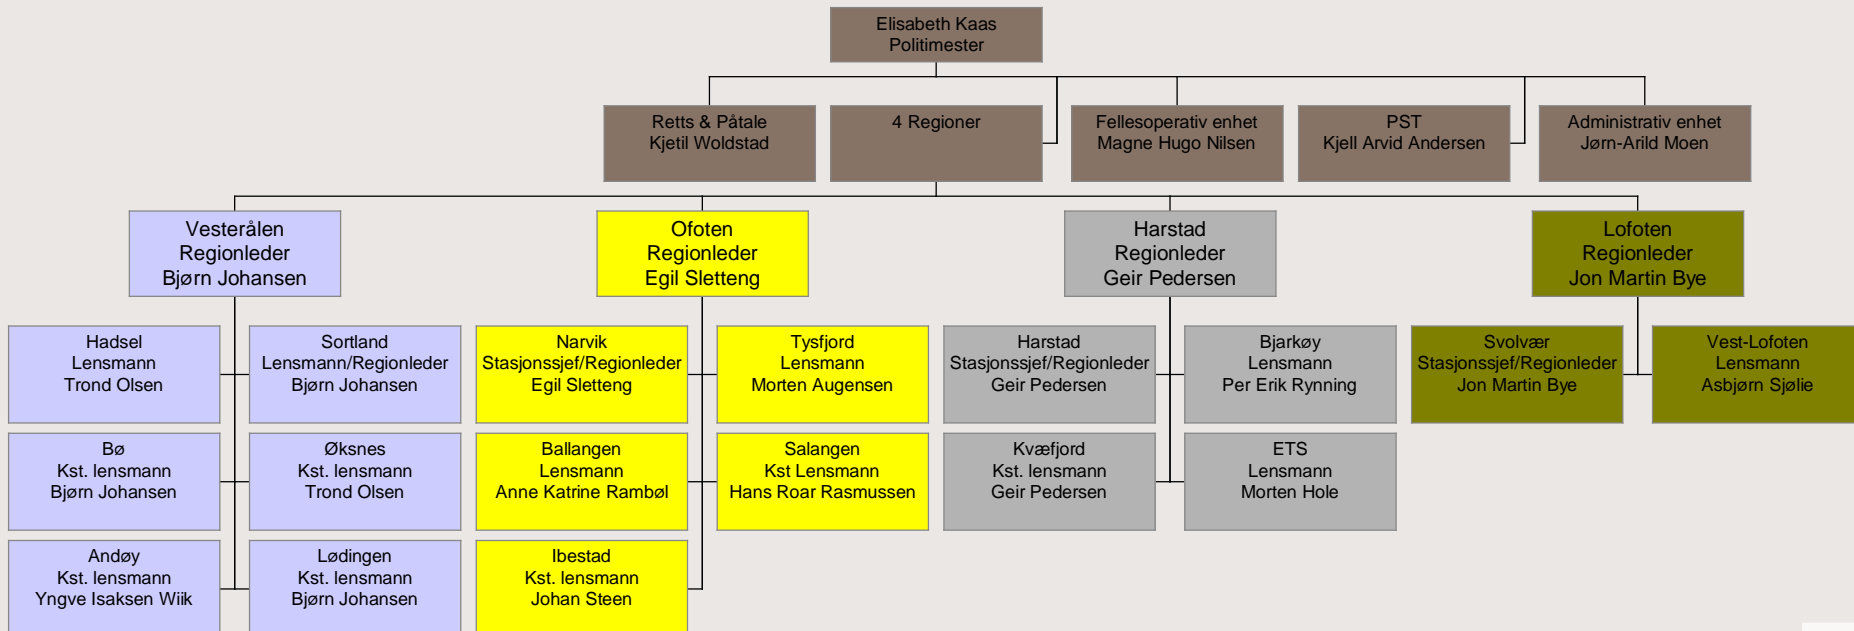 Elisabeth Kaas
Politimester
Retts & Påtale
Kjetil Woldstad
4 Regioner
Fellesoperativ enhet
Magne Hugo Nilsen
PST
Kjell Arvid Andersen
Administrativ enhet
Jørn-Arild Moen
Vesterålen
Regionleder
Bjørn Johansen
Ofoten
Regionleder
Egil Sletteng
Harstad
Regionleder
Geir Pedersen
Lofoten
Regionleder
Jon Martin Bye
Hadsel
Lensmann
Trond Olsen
Sortland
Lensmann/Regionleder
Bjørn Johansen
Narvik
Stasjonssjef/Regionleder
Egil Sletteng
Tysfjord
Lensmann
Morten Augensen
Harstad
Stasjonssjef/Regionleder
Geir Pedersen
Bjarkøy
Lensmann
Per Erik Rynning
Svolvær
Stasjonssjef/Regionleder
Jon Martin Bye
Vest-Lofoten
Lensmann
Asbjørn Sjølie
Bø
Kst. lensmann
Bjørn Johansen
Øksnes
Kst. lensmann
Trond Olsen
Ballangen
Lensmann
Anne Katrine Rambøl
Salangen
Kst Lensmann
Hans Roar Rasmussen
Kvæfjord
Kst. lensmann
Geir Pedersen
ETS
Lensmann
Morten Hole
Andøy
Kst. lensmann
Yngve Isaksen Wiik
Lødingen
Kst. lensmann
Bjørn Johansen
Ibestad
Kst. lensmann
Johan Steen